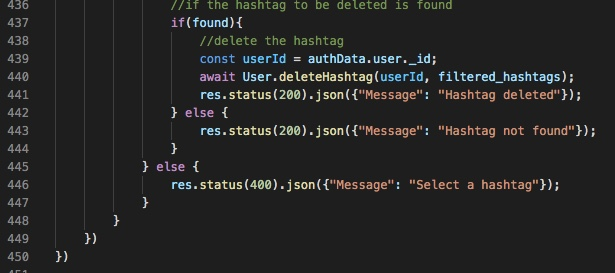 436 //if the hashtag to be deleted is found
437 if(found){
438 //delete the hashtag
439 const userId = authData.user._id;
440 await User.deleteHashtag(userId, filtered_hashtags);
441 res.status(200).json({"Message": "Hashtag deleted"});
442 } else {
443 res.status(200).json({"Message": "Hashtag not found"});
444 }
445 } else {
446 res.status(400).json({"Message": "Select a hashtag"});
447 }
448 }
449 })
450 })